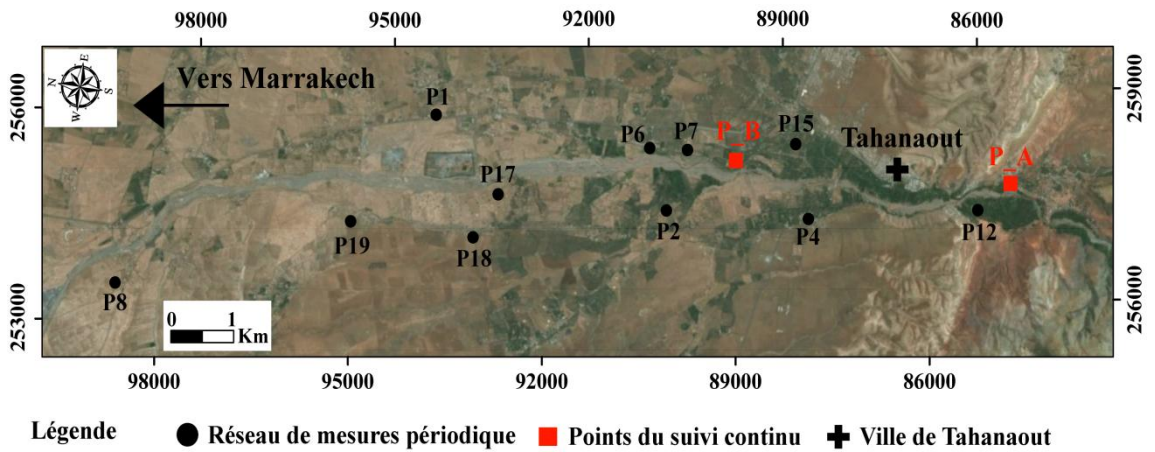 98000 95000 92000 89000 86000
N E S W
Vers Marrakech
256000
259000
P1
P6 P7 P_B P15 Tahanaout P_A
P17
P19 P18 P2 P4 P12
P8
0 1 Km
253000
256000
98000 95000 92000 89000 86000
Légende Réseau de mesures périodique Points du suivi continu Ville de Tahanaout